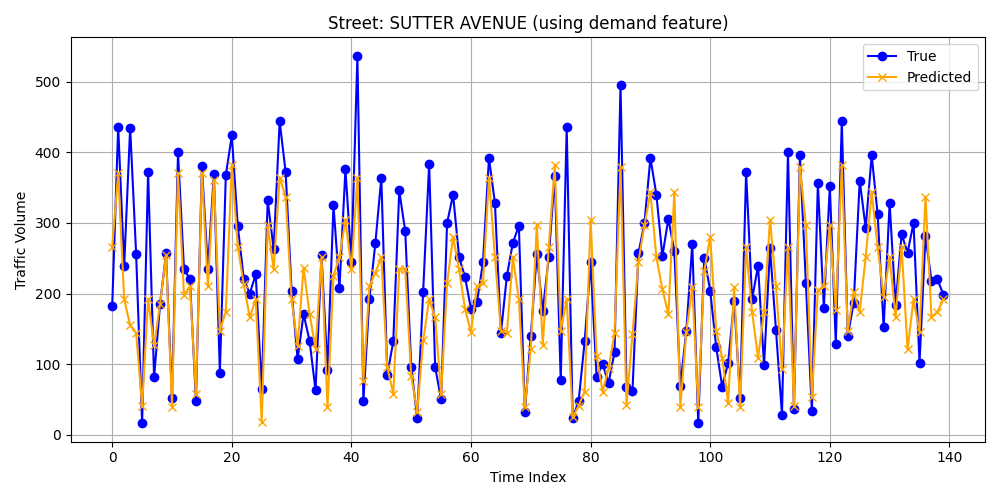 Street: SUTTER AVENUE (using demand feature)
True
Predicted
Traffic Volume
500
400
300
200
100
0
0 20 40 60 80 100 120 140
Time Index